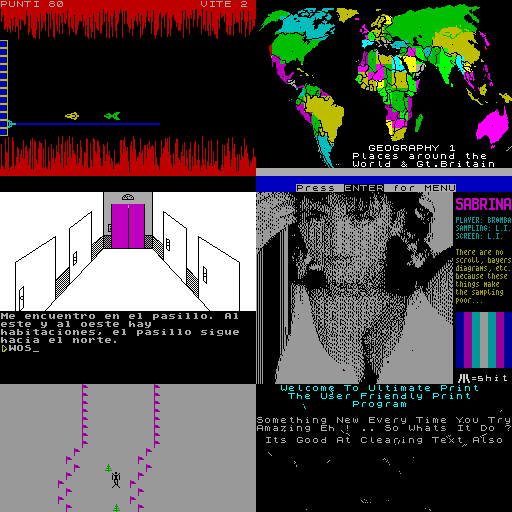 PUNTI 80
VITE 2
GEOGRAPHY 1
Places around the
World & Gt.Britain
Me encuentro en el pasillo. Al
este y al oeste hay
habitaciones, el pasillo sigue
hacia el norte.
WOS_
Press ENTER for MENU
SABRINA
PLAYER: BROMBA
SAMPLING: L.I.
SCREEN: L.I.
There are no
scroll, bayers
diagrams, etc.
because these
things make
the sampling
poor...
=shit
Welcome To Ultimate Print
The User Friendly Print
Program
Something New Every Time You Try
Amazing Eh ! .. So Whats It Do ?
Its Good At Clearing Text Also